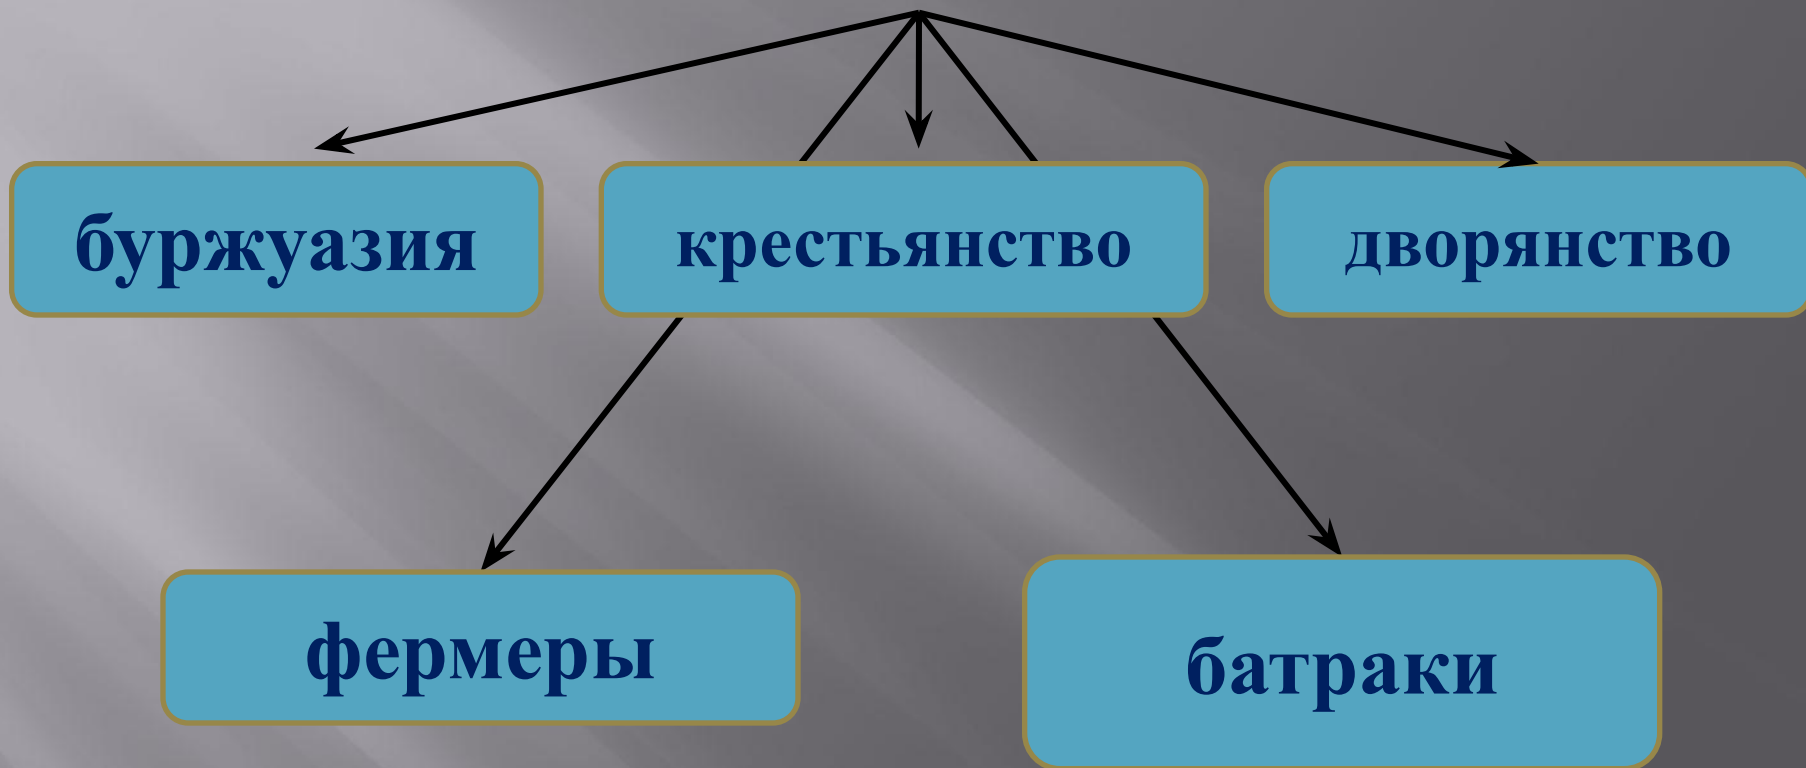 буржуазия
крестьянство
дворянство
фермеры
батраки